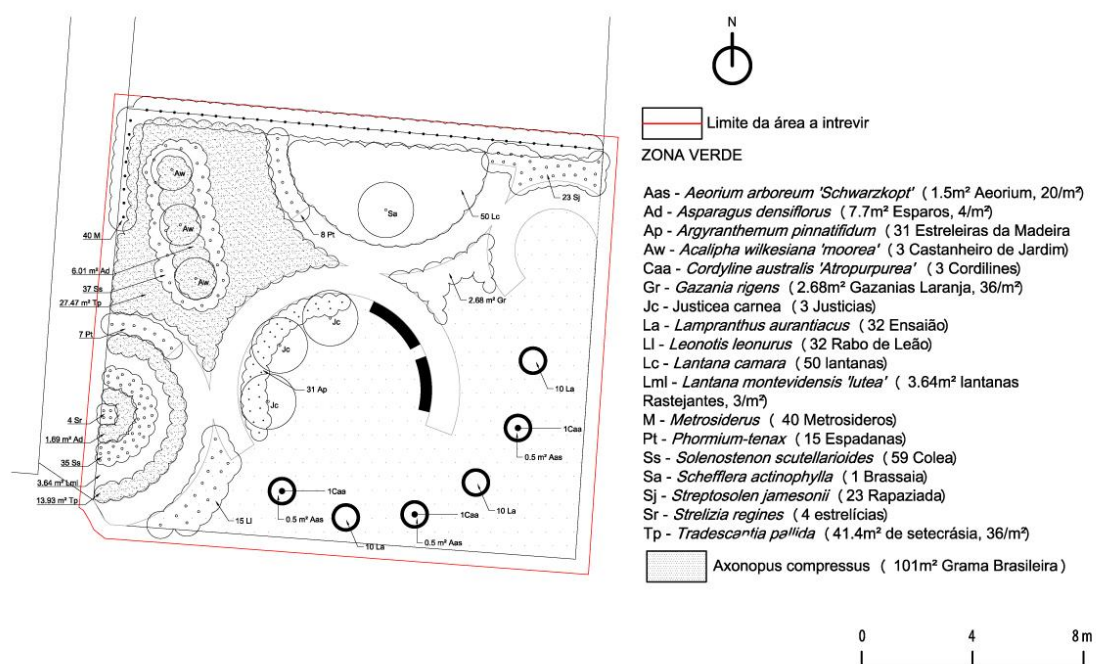 N
Limite da área a intrevir
ZONA VERDE
Aas - Aeorium arboreum 'Schwarzkopt' ( 1.5m² Aeorium, 20/m²)
Ad - Asparagus densiflorus ( 7.7m² Esparos, 4/m²)
Ap - Argyranthemum pinnatifidum ( 31 Estreleiras da Madeira
Aw - Acalipha wilkesiana 'moorea' ( 3 Castanheiro de Jardim)
Caa - Cordyline australis 'Atropurpurea' ( 3 Cordilines)
Gr - Gazania rigens ( 2.68m² Gazanias Laranja, 36/m²)
Jc - Justicea carnea ( 3 Justicias)
La - Lampranthus aurantiacus ( 32 Ensaião)
Ll - Leonotis leonurus ( 32 Rabo de Leão)
Lc - Lantana camara ( 50 lantanas)
Lml - Lantana montevidensis 'lutea' ( 3.64m² lantanas
Rastejantes, 3/m²)
M - Metrosiderus ( 40 Metrosideros)
Pt - Phormium-tenax ( 15 Espadanas)
Ss - Solenostenon scutellarioides ( 59 Colea)
Sa - Schefflera actinophylla ( 1 Brassaia)
Sj - Streptosolen jamesonii ( 23 Rapaziada)
Sr - Strelizia regines ( 4 estrelícias)
Tp - Tradescantia pallida ( 41.4m² de setecrásia, 36/m²)
Axonopus compressus ( 101m² Grama Brasileira )
0 4 8 m
Aw
Sa
23 Sj
50 Lc
Aw
8 Pt
40 M
6.01 m² Ad
Aw
37 Ss
27.47 m² Tp
2.68 m² Gr
Jc
7 Pt
Jc
31 Ap
10 La
Jc
4 Sr
1Caa
1.69 m² Ad
0.5 m² Aas
35 Ss
3.64 m² Lml
13.93 m² Tp
10 La
1Caa
1Caa
15 Ll
0.5 m² Aas
10 La
0.5 m² Aas